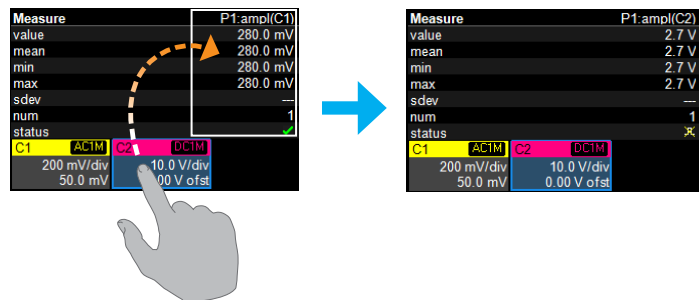 Measure P1:ampl(C1)
value 280.0 mV
mean 280.0 mV
min 280.0 mV
max 280.0 mV
sdev ---
num 1
status
C1 AC1M C2 DC1M
200 mV/div 10.0 V/div
50.0 mV .00 V ofst
Measure P1:ampl(C2)
value 2.7 V
mean 2.7 V
min 2.7 V
max 2.7 V
sdev ---
num 1
status
C1 AC1M C2 DC1M
200 mV/div 10.0 V/div
50.0 mV 0.00 V ofst